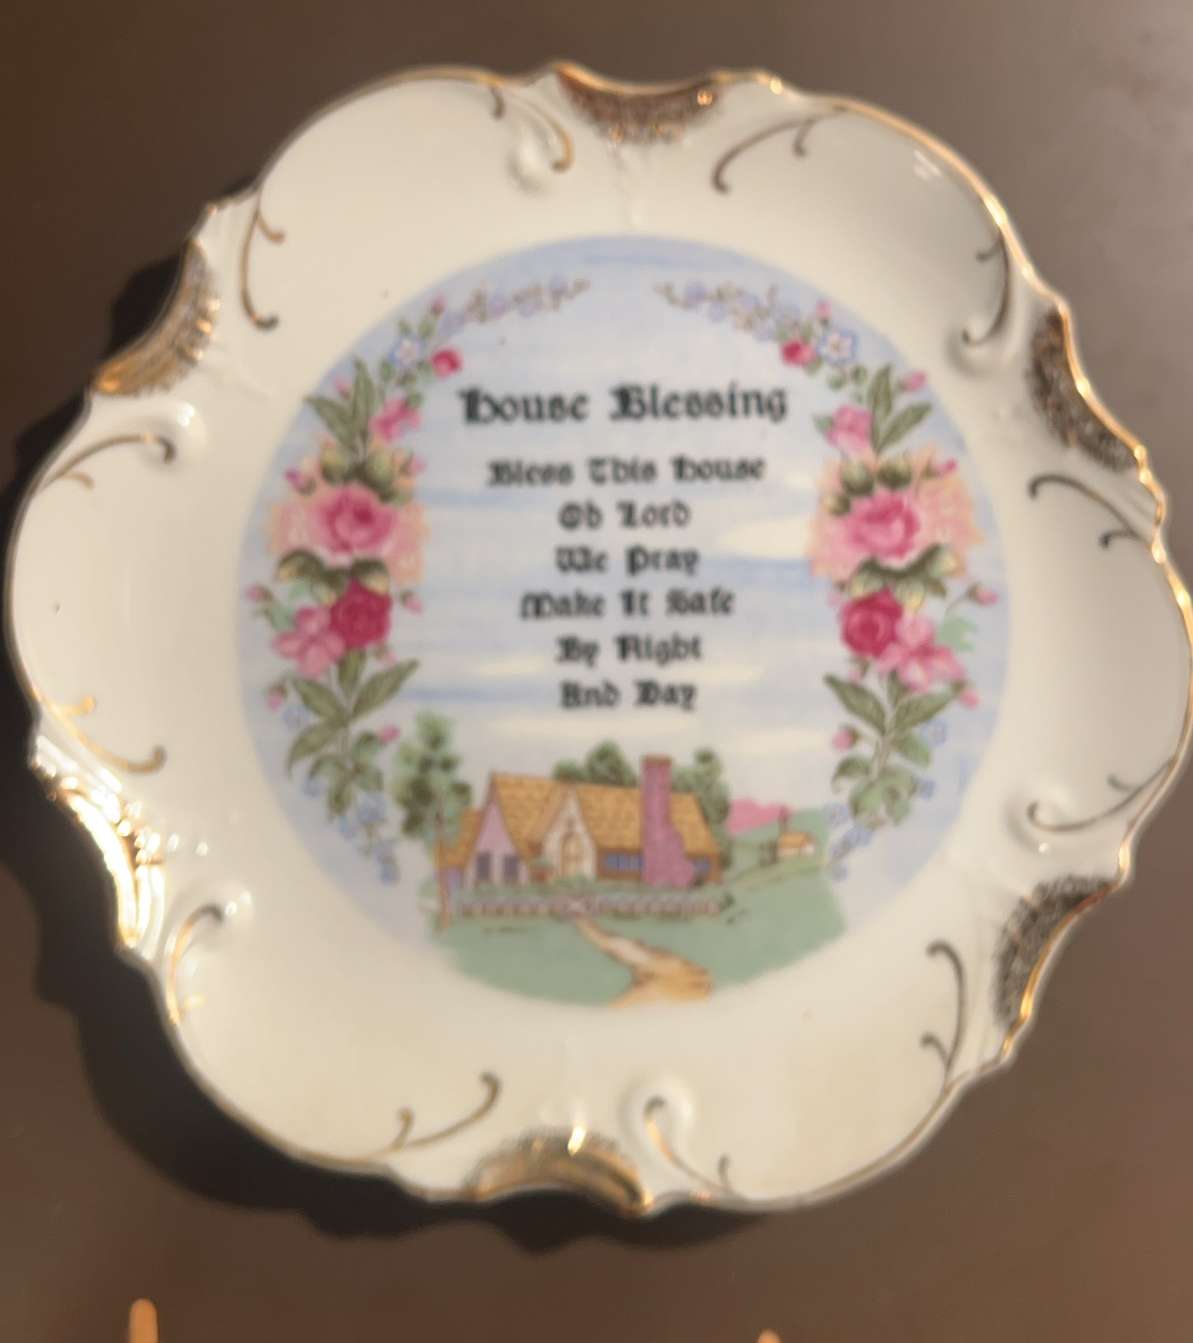 House Blessing
Bless This House
Oh Lord
We Pray
Make It Safe
By Night
And Day